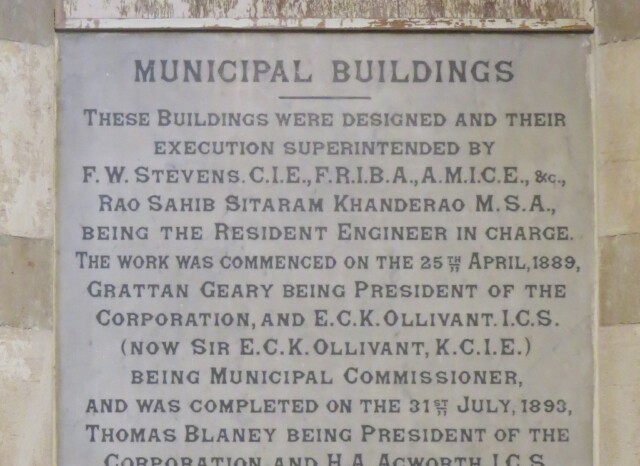 MUNICIPAL BUILDINGS
THESE BUILDINGS WERE DESIGNED AND THEIR
EXECUTION SUPERINTENDED BY
F. W. STEVENS. C.I.E., F.R.I.B.A., A.M.I.C.E., &c.,
RAO SAHIB SITARAM KHANDERAO M.S.A.,
BEING THE RESIDENT ENGINEER IN CHARGE.
THE WORK WAS COMMENCED ON THE 25TH APRIL, 1889,
GRATTAN GEARY BEING PRESIDENT OF THE
CORPORATION, AND E.C.K. OLLIVANT. I.C.S.
(NOW SIR E.C.K. OLLIVANT, K.C.I.E.)
BEING MUNICIPAL COMMISSIONER,
AND WAS COMPLETED ON THE 31ST JULY, 1893,
THOMAS BLANEY BEING PRESIDENT OF THE
CORPORATION AND H.A. ACWORTH I.C.S.